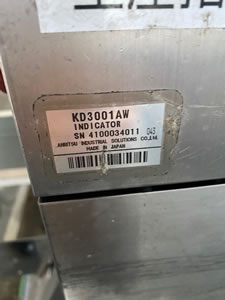 KD3001AW
INDICATOR
SN 4100034011 043
ANRITSU INDUSTRIAL SOLUTIONS CO.,Ltd.
MADE IN JAPAN